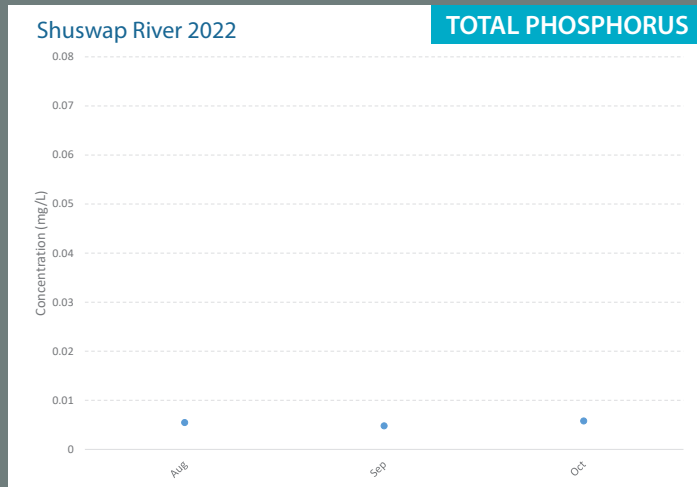 Shuswap River 2022
TOTAL PHOSPHORUS
Concentration (mg/L)
0.08
0.07
0.06
0.05
0.04
0.03
0.02
0.01
0
Aug
Sep
Oct